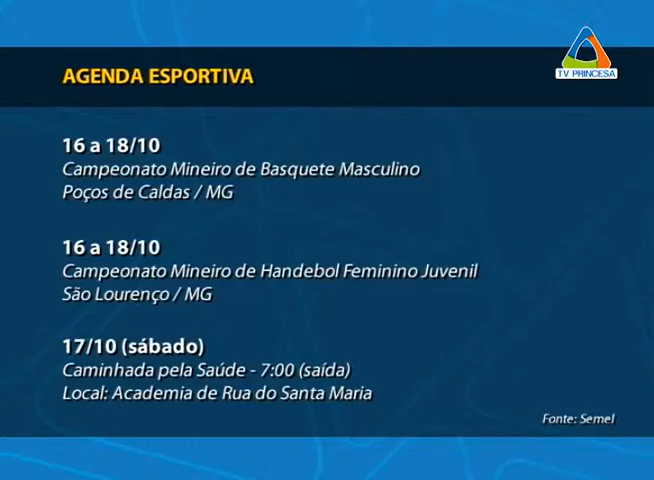 AGENDA ESPORTIVA
TV PRINCESA
16 a 18/10
Campeonato Mineiro de Basquete Masculino
Poços de Caldas / MG
16 a 18/10
Campeonato Mineiro de Handebol Feminino Juvenil
São Lourenço / MG
17/10 (sábado)
Caminhada pela Saúde - 7:00 (saída)
Local: Academia de Rua do Santa Maria
Fonte: Semel